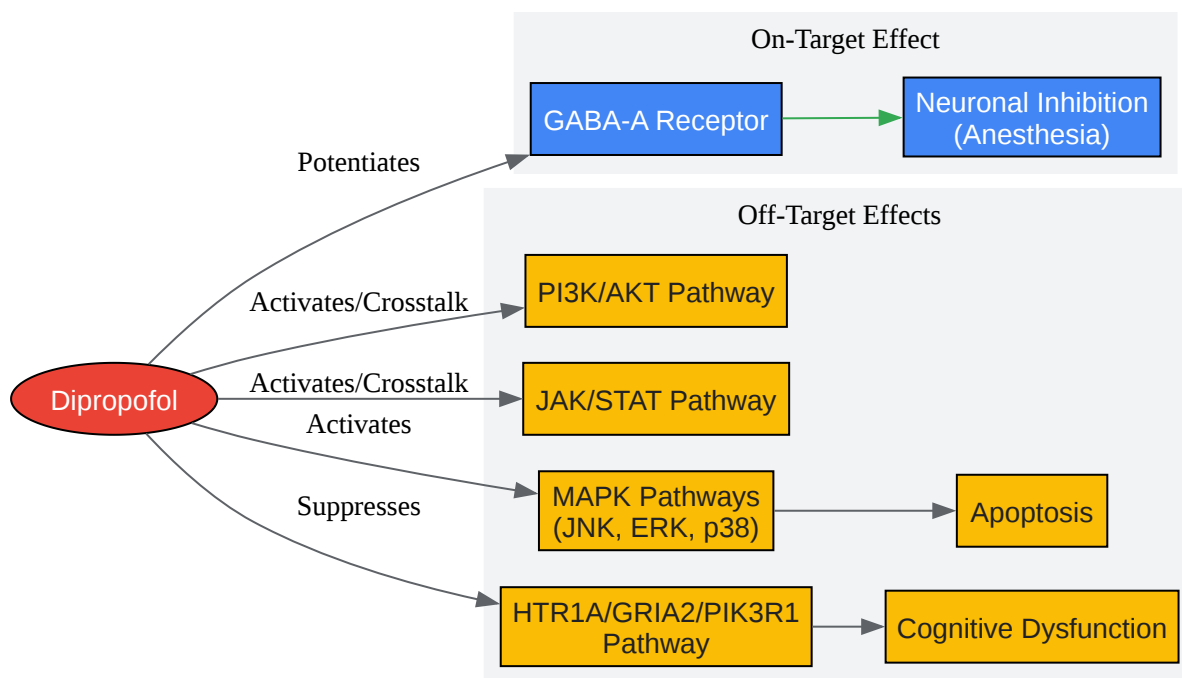 On-Target Effect
GABA-A Receptor
Neuronal Inhibition
(Anesthesia)
Potentiates
Off-Target Effects
PI3K/AKT Pathway
Activates/Crosstalk
Dipropofol
Activates/Crosstalk
JAK/STAT Pathway
Activates
MAPK Pathways
(JNK, ERK, p38)
Apoptosis
Suppresses
HTR1A/GRIA2/PIK3R1
Pathway
Cognitive Dysfunction